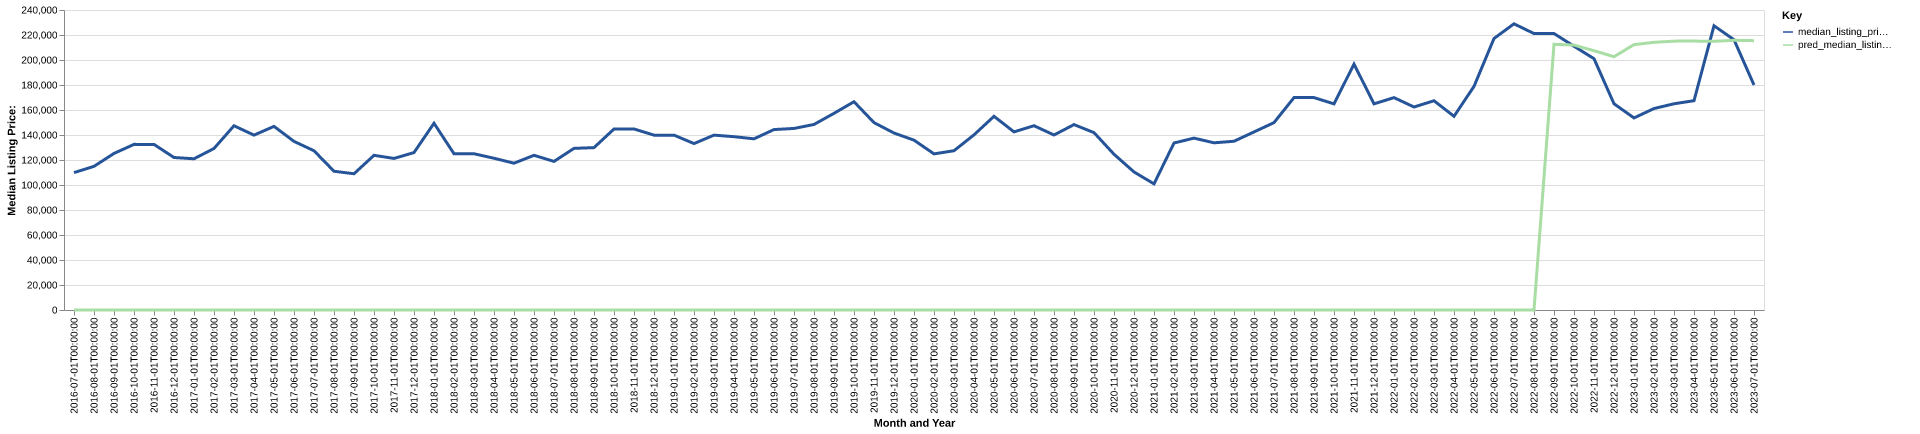 240,000
220,000
200,000
180,000
160,000
140,000
120,000
100,000
80,000
60,000
40,000
20,000
0
Median Listing Price:
2016-07-01T00:00:00
2016-08-01T00:00:00
2016-09-01T00:00:00
2016-10-01T00:00:00
2016-11-01T00:00:00
2016-12-01T00:00:00
2017-01-01T00:00:00
2017-02-01T00:00:00
2017-03-01T00:00:00
2017-04-01T00:00:00
2017-05-01T00:00:00
2017-06-01T00:00:00
2017-07-01T00:00:00
2017-08-01T00:00:00
2017-09-01T00:00:00
2017-10-01T00:00:00
2017-11-01T00:00:00
2017-12-01T00:00:00
2018-01-01T00:00:00
2018-02-01T00:00:00
2018-03-01T00:00:00
2018-04-01T00:00:00
2018-05-01T00:00:00
2018-06-01T00:00:00
2018-07-01T00:00:00
2018-08-01T00:00:00
2018-09-01T00:00:00
2018-10-01T00:00:00
2018-11-01T00:00:00
2018-12-01T00:00:00
2019-01-01T00:00:00
2019-02-01T00:00:00
2019-03-01T00:00:00
2019-04-01T00:00:00
2019-05-01T00:00:00
2019-06-01T00:00:00
2019-07-01T00:00:00
2019-08-01T00:00:00
2019-09-01T00:00:00
2019-10-01T00:00:00
2019-11-01T00:00:00
2019-12-01T00:00:00
2020-01-01T00:00:00
2020-02-01T00:00:00
2020-03-01T00:00:00
2020-04-01T00:00:00
2020-05-01T00:00:00
2020-06-01T00:00:00
2020-07-01T00:00:00
2020-08-01T00:00:00
2020-09-01T00:00:00
2020-10-01T00:00:00
2020-11-01T00:00:00
2020-12-01T00:00:00
2021-01-01T00:00:00
2021-02-01T00:00:00
2021-03-01T00:00:00
2021-04-01T00:00:00
2021-05-01T00:00:00
2021-06-01T00:00:00
2021-07-01T00:00:00
2021-08-01T00:00:00
2021-09-01T00:00:00
2021-10-01T00:00:00
2021-11-01T00:00:00
2021-12-01T00:00:00
2022-01-01T00:00:00
2022-02-01T00:00:00
2022-03-01T00:00:00
2022-04-01T00:00:00
2022-05-01T00:00:00
2022-06-01T00:00:00
2022-07-01T00:00:00
2022-08-01T00:00:00
2022-09-01T00:00:00
2022-10-01T00:00:00
2022-11-01T00:00:00
2022-12-01T00:00:00
2023-01-01T00:00:00
2023-02-01T00:00:00
2023-03-01T00:00:00
2023-04-01T00:00:00
2023-05-01T00:00:00
2023-06-01T00:00:00
2023-07-01T00:00:00
Month and Year
Key
median_listing_pri…
pred_median_listin…